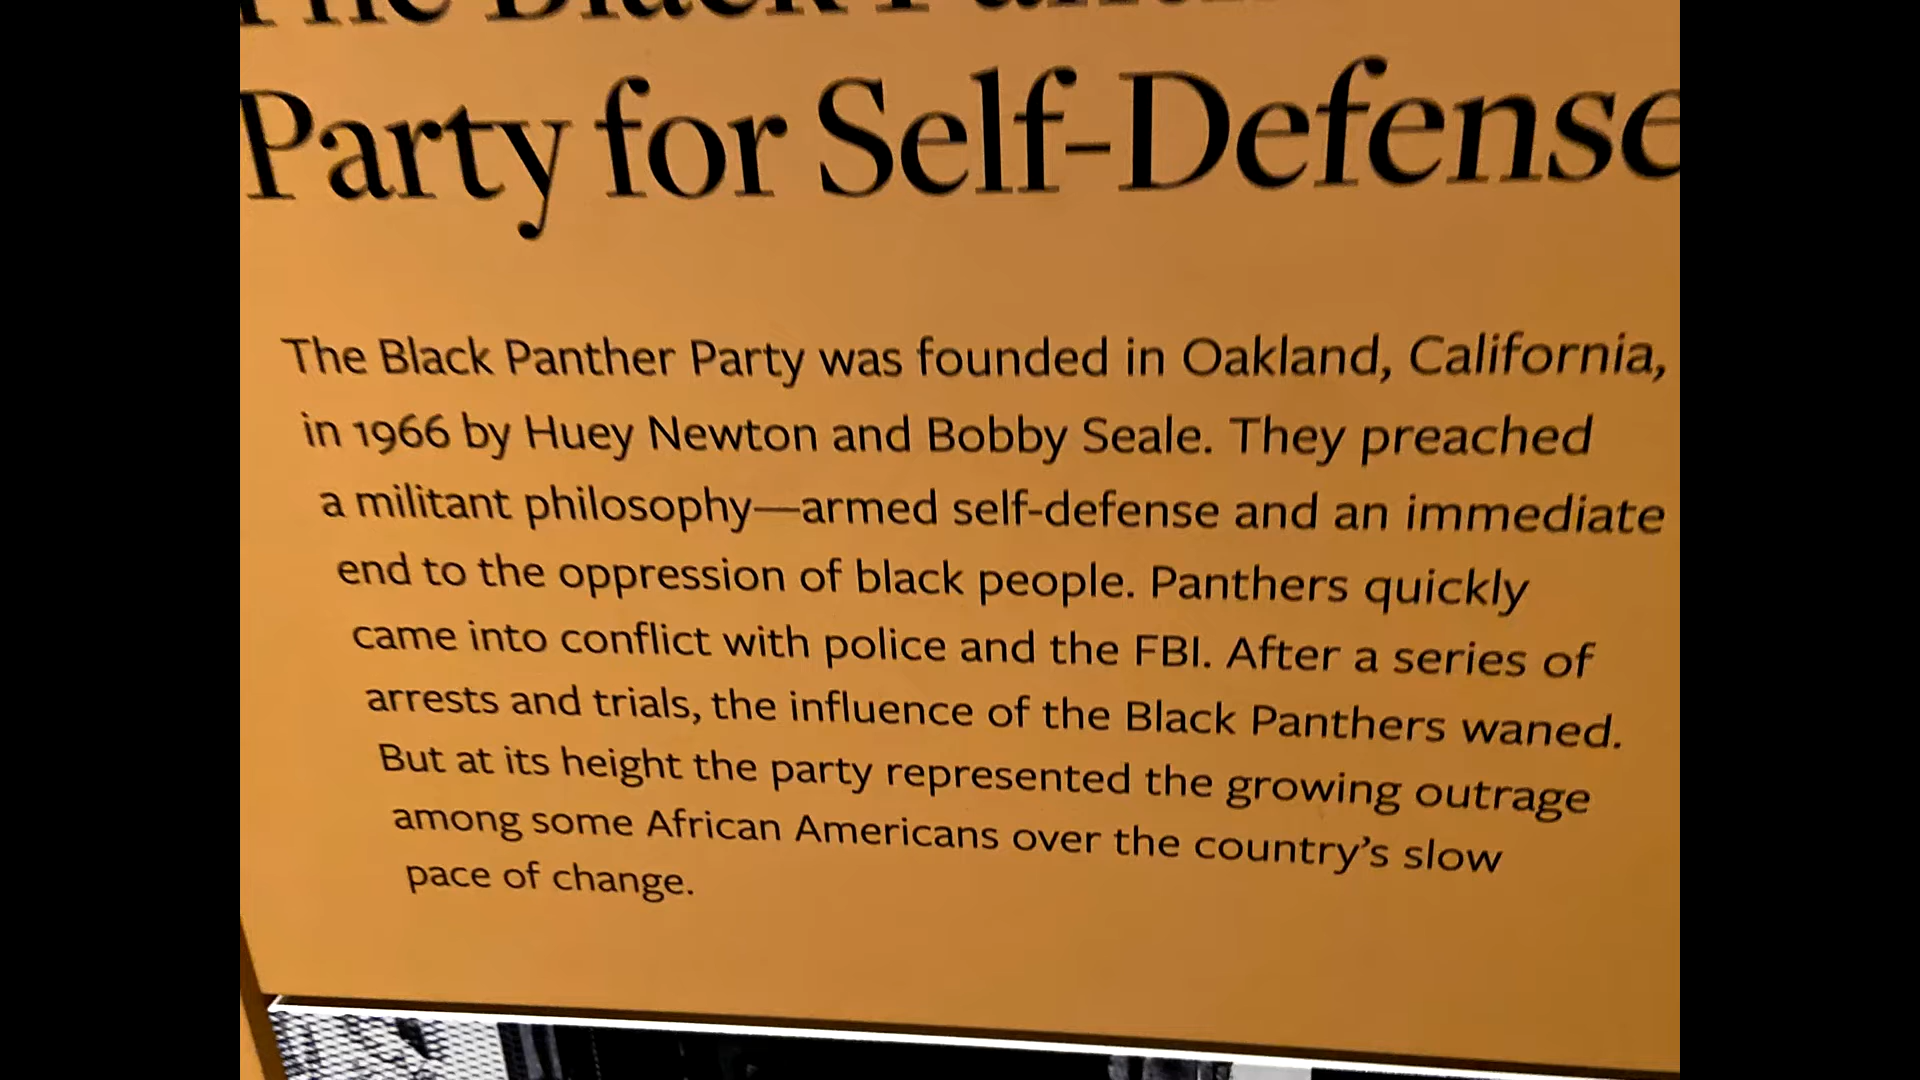 The Black Panther
Party for Self-Defense
The Black Panther Party was founded in Oakland, California,
in 1966 by Huey Newton and Bobby Seale. They preached
a militant philosophy—armed self-defense and an immediate
end to the oppression of black people. Panthers quickly
came into conflict with police and the FBI. After a series of
arrests and trials, the influence of the Black Panthers waned.
But at its height the party represented the growing outrage
among some African Americans over the country’s slow
pace of change.